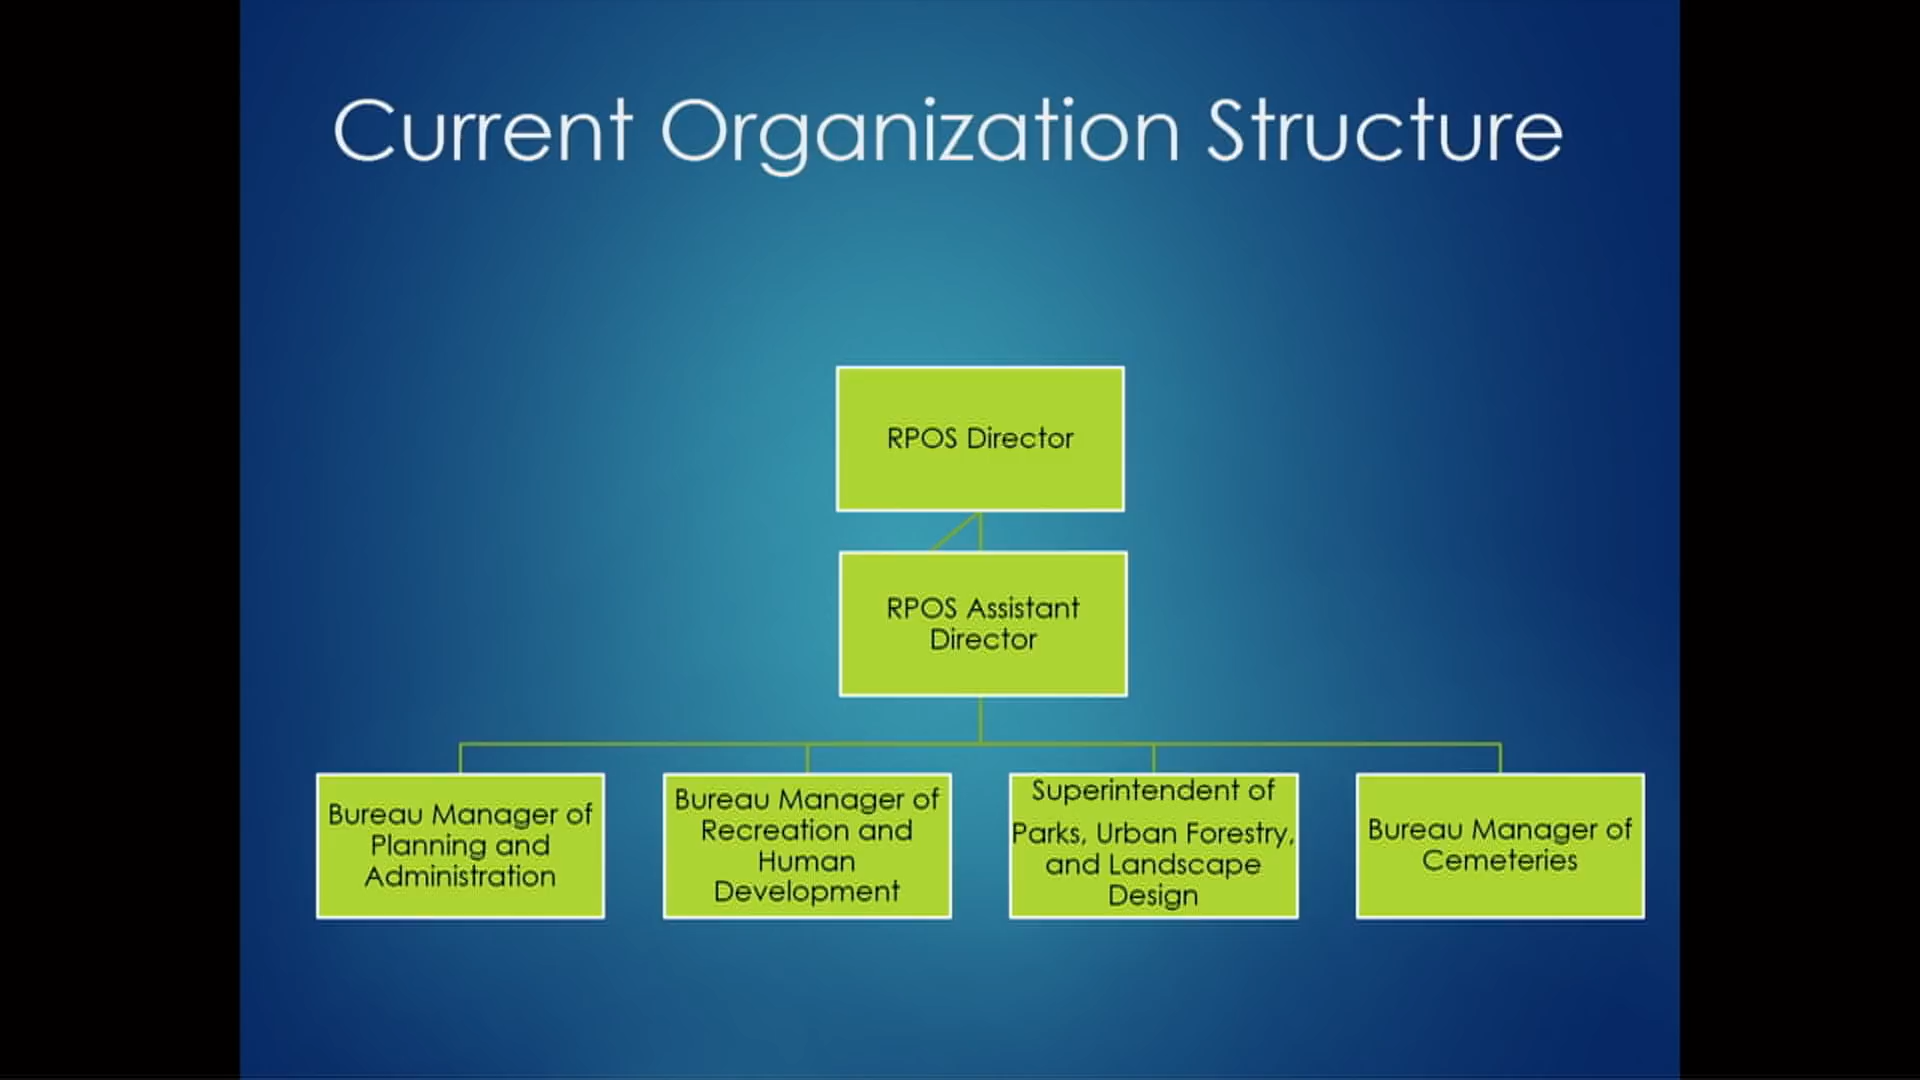 Current Organization Structure
RPOS Director
RPOS Assistant
Director
Bureau Manager of
Planning and
Administration
Bureau Manager of
Recreation and
Human
Development
Superintendent of
Parks, Urban Forestry,
and Landscape
Design
Bureau Manager of
Cemeteries